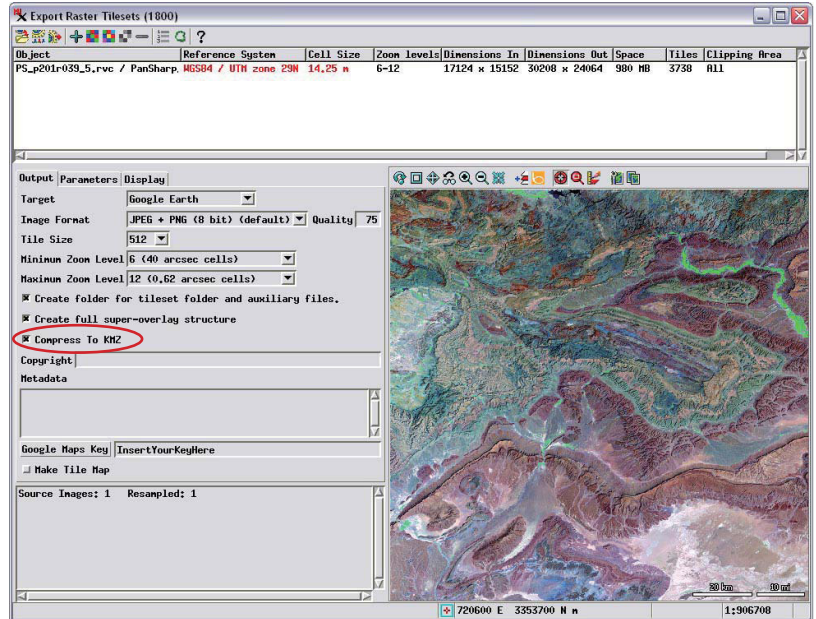 Export Raster Tilesets (1800)
Object Reference System Cell Size Zoom levels Dimensions In Dimensions Out Space Tiles Clipping Area
PS_p201r039_5.rvc / PanSharp. WGS84 / UTM zone 29N 14.25 m 6-12 17124 x 15152 30208 x 24064 980 MB 3738 All
Output Parameters Display
Target Google Earth
Image Format JPEG + PNG (8 bit) (default) Quality 75
Tile Size 512
Minimum Zoom Level 6 (40 arcsec cells)
Maximum Zoom Level 12 (0.62 arcsec cells)
Create folder for tileset folder and auxiliary files.
Create full super-overlay structure
Compress To KMZ
Copyright
Metadata
Google Maps Key InsertYourKeyHere
Make Tile Map
Source Images: 1 Resampled: 1
20 km 10 mi
720600 E 3353700 N m 1:906708